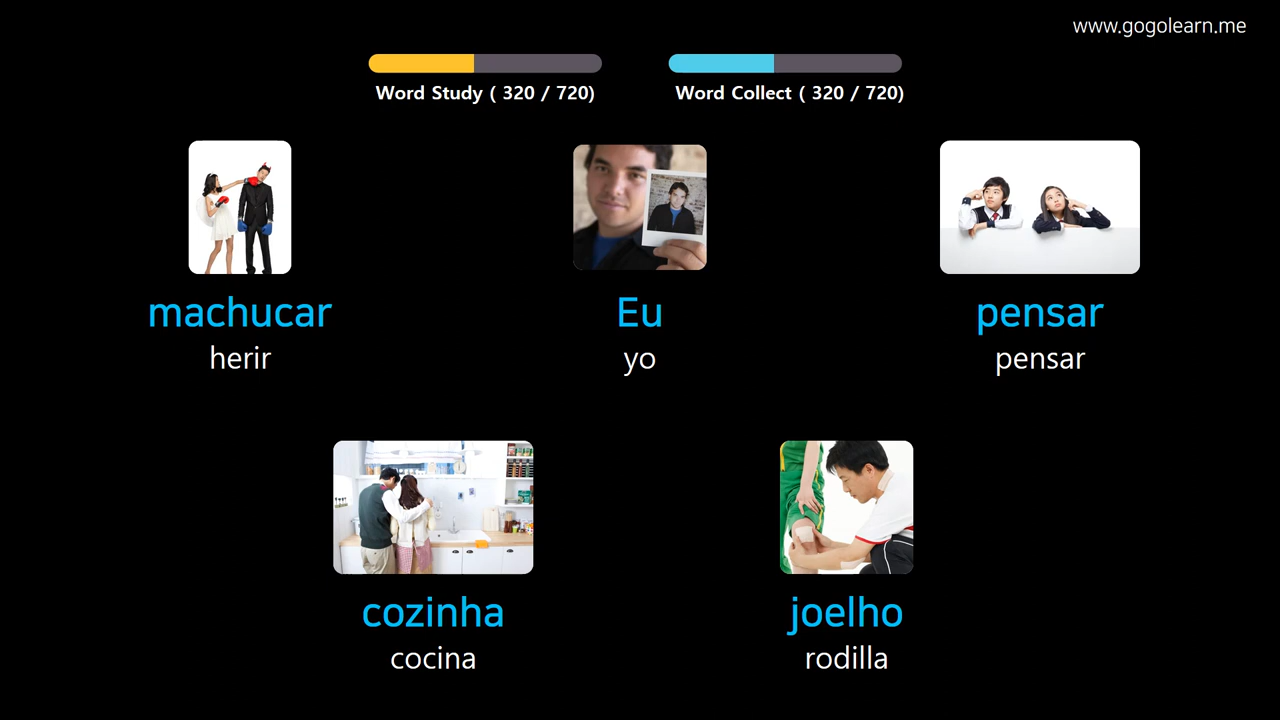 www.gogolearn.me
Word Study ( 320 / 720)
Word Collect ( 320 / 720)
machucar
herir
Eu
yo
pensar
pensar
cozinha
cocina
joelho
rodilla